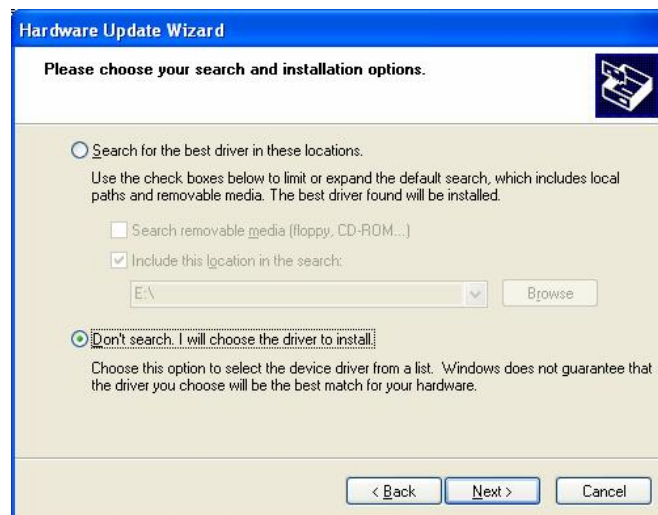 Hardware Update Wizard
Please choose your search and installation options.
Search for the best driver in these locations.
Use the check boxes below to limit or expand the default search, which includes local
paths and removable media. The best driver found will be installed.
Search removable media (floppy, CD-ROM...)
Include this location in the search:
E:\
Browse
Don't search. I will choose the driver to install.
Choose this option to select the device driver from a list. Windows does not guarantee that
the driver you choose will be the best match for your hardware.
< Back
Next >
Cancel